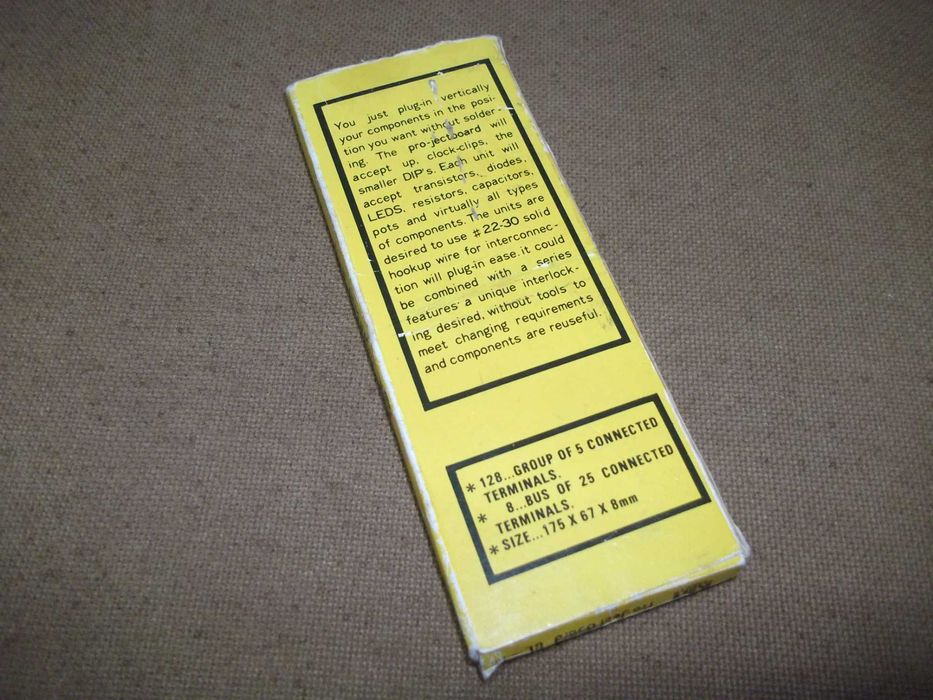 You just plug-in vertically
your components in the posi-
tion you want without solder-
ing. The pro-jectboard will
accept up, clock-clips, the
smaller DIP's. Each unit will
accept transistors, diodes,
LEDS, resistors, capacitors,
pots and virtually all types
of components. The units are
desired to use #22-30 solid
hookup wire for interconnec-
tion will plug-in ease. it could
be combined with a series
features a unique interlock-
ing desired, without tools to
meet changing requirements
and components are reuseful.
* 128...GROUP OF 5 CONNECTED
TERMINALS.
* 8...BUS OF 25 CONNECTED
TERMINALS.
* SIZE...175 X 67 X 8mm